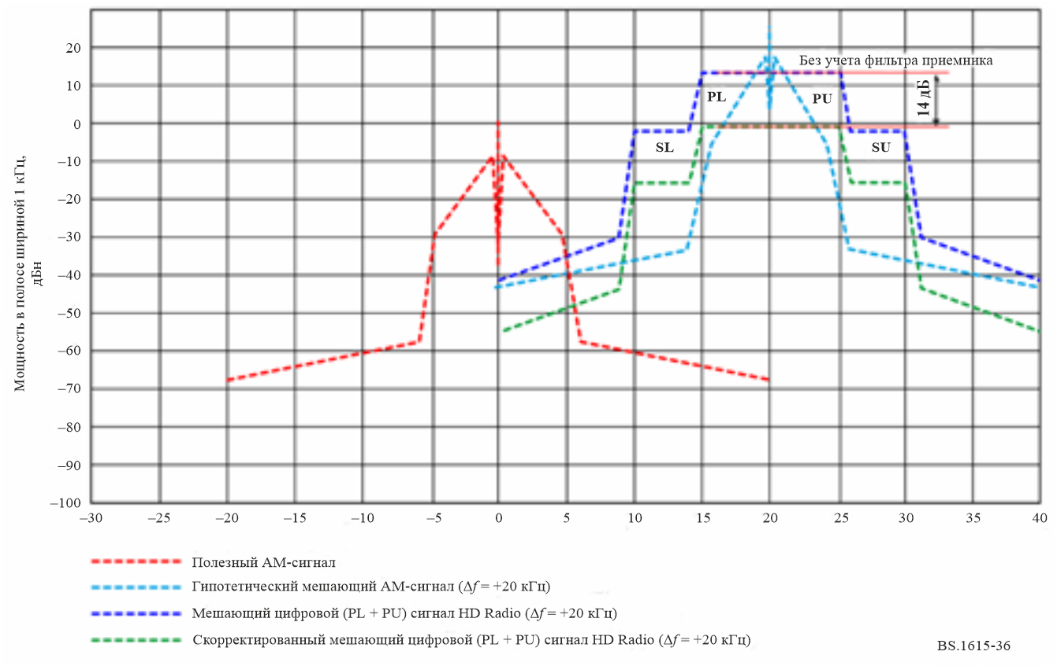 Мощность в полосе шириной 1 кГц,
дБн
20
10
0
–10
–20
–30
–40
–50
–60
–70
–80
–90
–100
Без учета фильтра приемника
14 дБ
PL
PU
SL
SU
–30
–25
–20
–15
–10
–5
0
5
10
15
20
25
30
35
40
Полезный АМ-сигнал
Гипотетический мешающий АМ-сигнал (Δf = +20 кГц)
Мешающий цифровой (PL + PU) сигнал HD Radio (Δf = +20 кГц)
Скорректированный мешающий цифровой (PL + PU) сигнал HD Radio (Δf = +20 кГц)
BS.1615-36